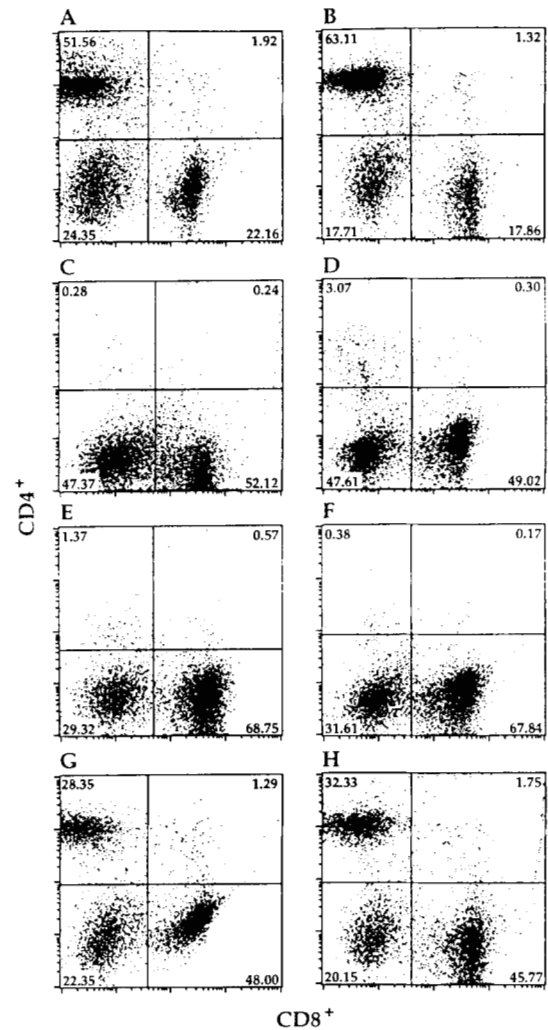 A B
51.56 1.92 63.11 1.32
24.35 22.16 17.71 17.86
C D
0.28 0.24 3.07 0.30
47.37 52.12 47.61 49.02
CD4+
E F
1.37 0.57 0.38 0.17
29.32 68.75 31.61 67.84
G H
28.35 1.29 32.33 1.75
22.35 48.00 20.15 45.77
CD8+